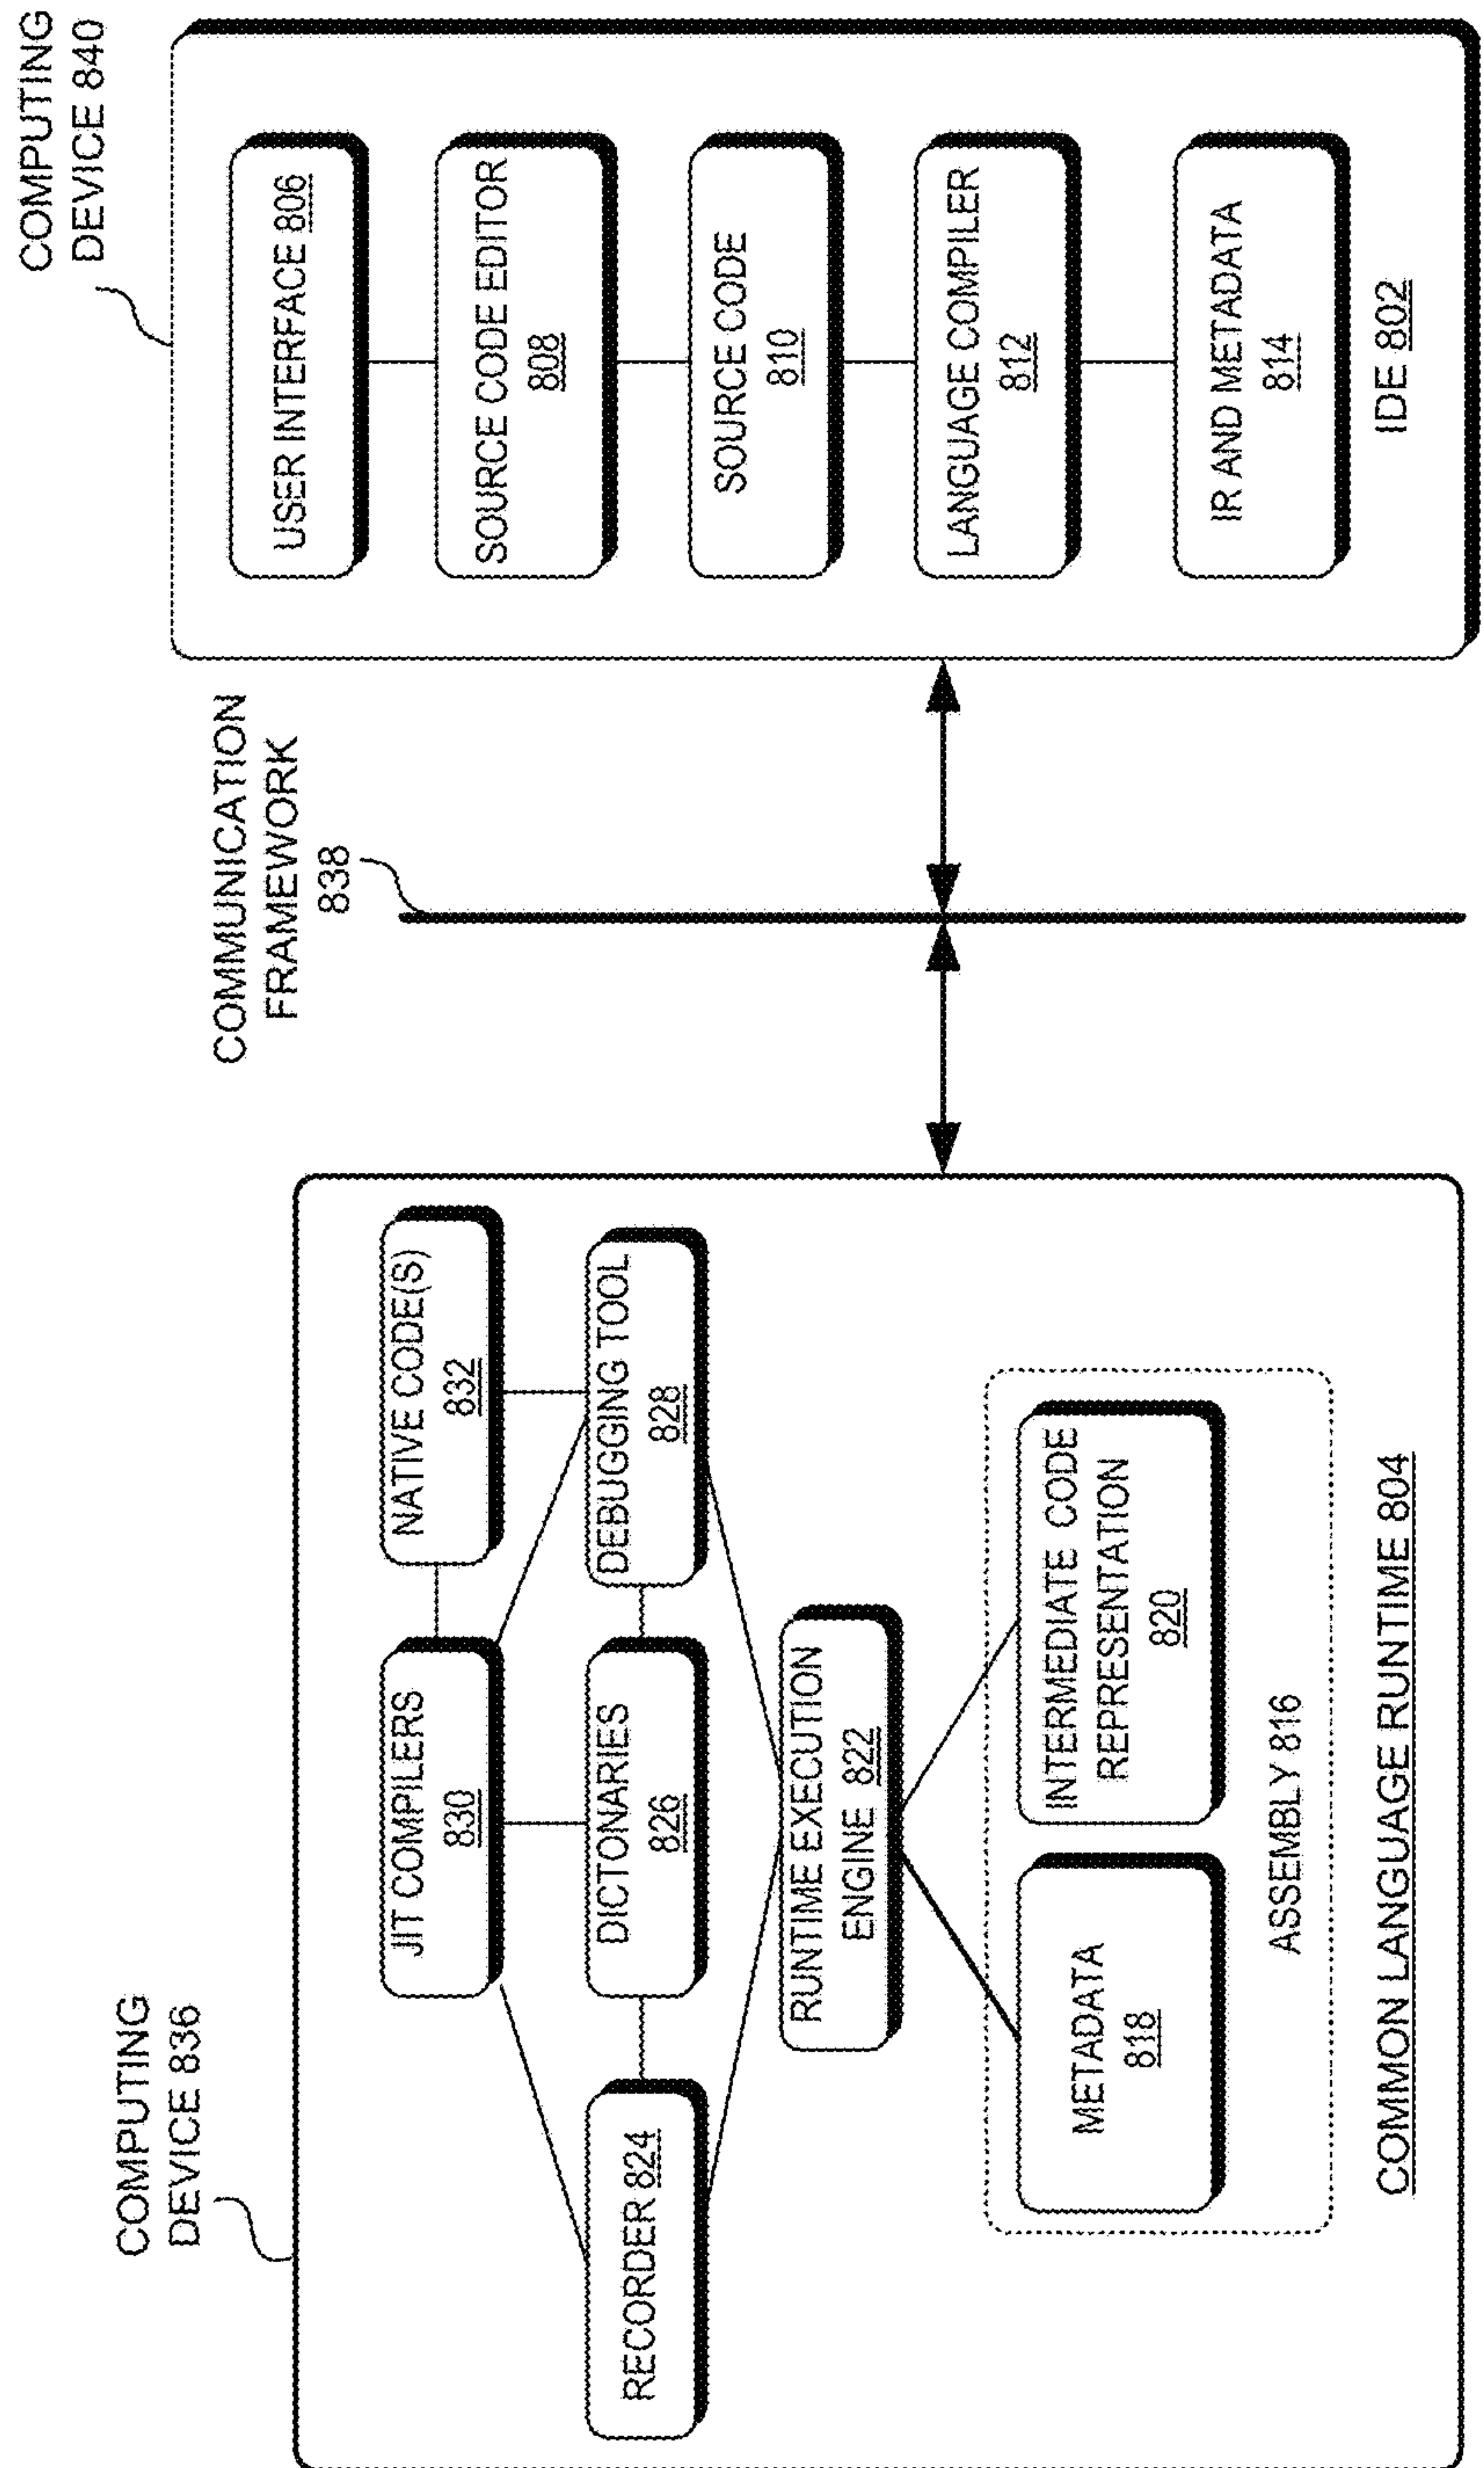 COMPUTING
DEVICE 836
JIT COMPILERS
830
NATIVE CODE(S)
832
RECORDER 824
DICTONARIES
826
DEBUGGING TOOL
828
RUNTIME EXECUTION
ENGINE 822
METADATA
818
INTERMEDIATE CODE
REPRESENTATION
820
ASSEMBLY 816
COMMON LANGUAGE RUNTIME 804
COMMUNICATION
FRAMEWORK
838
COMPUTING
DEVICE 840
USER INTERFACE 806
SOURCE CODE EDITOR
808
SOURCE CODE
810
LANGUAGE COMPILER
812
IR AND METADATA
814
IDE 802